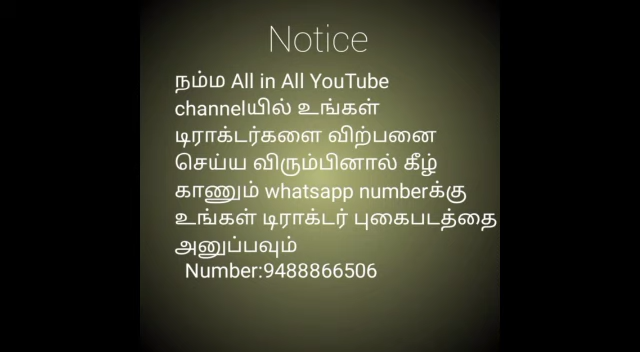 Notice
நம்ம All in All YouTube
channelயில் உங்கள்
டிராக்டர்களை விற்பனை
செய்ய விரும்பினால் கீழ்
காணும் whatsapp numberக்கு
உங்கள் டிராக்டர் புகைபடத்தை
அனுப்பவும்
Number:9488866506